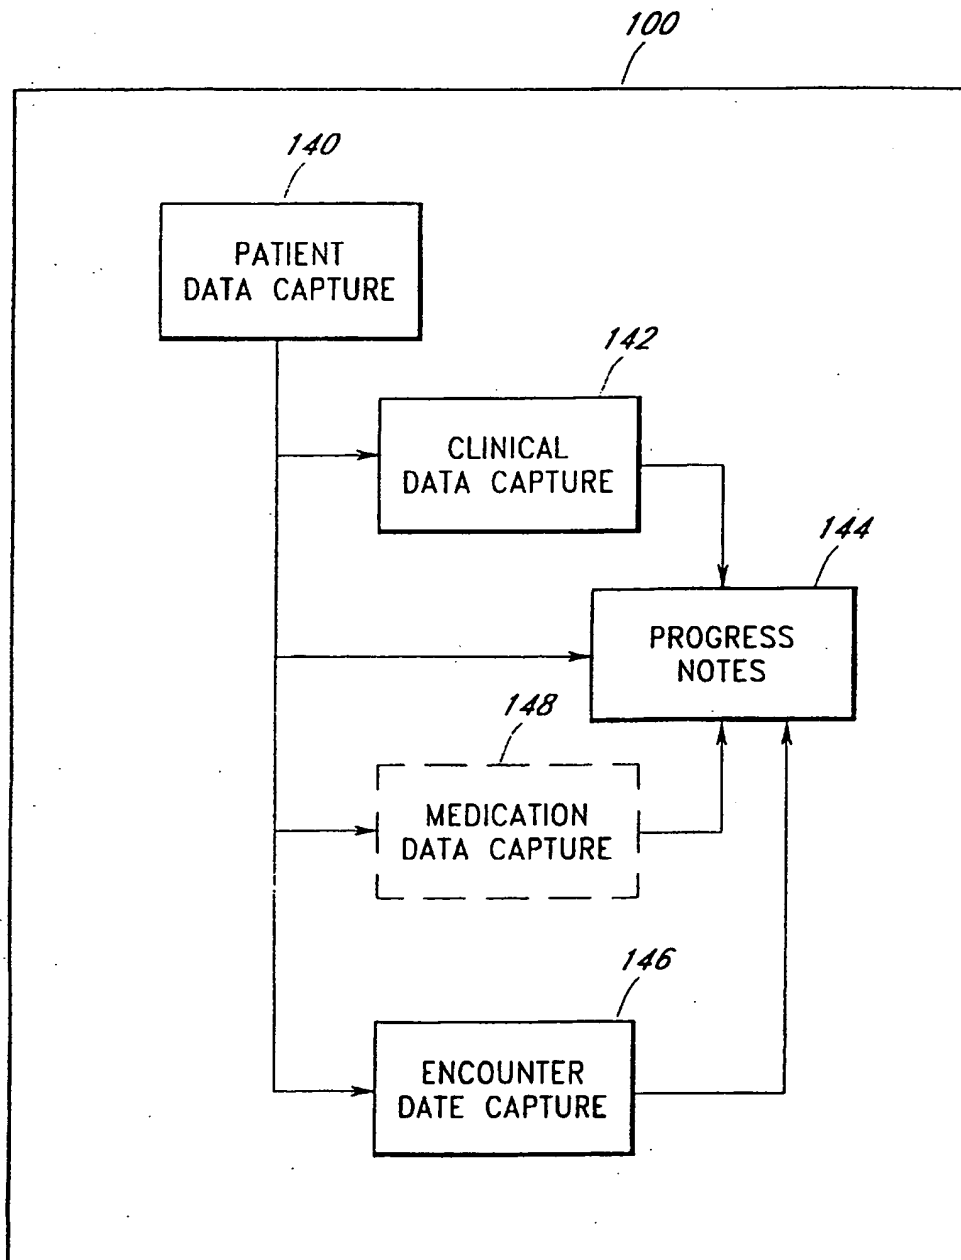 100
140
PATIENT
DATA CAPTURE
142
CLINICAL
DATA CAPTURE
144
PROGRESS
NOTES
148
MEDICATION
DATA CAPTURE
146
ENCOUNTER
DATE CAPTURE